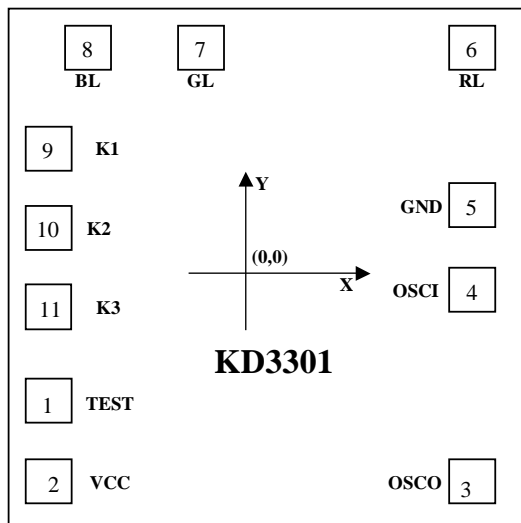 8 7 6
BL GL RL
9 K1
Y
GND 5
10 K2
(0,0)
X
OSCI 4
11 K3
KD3301
1 TEST
2 VCC
OSCO 3